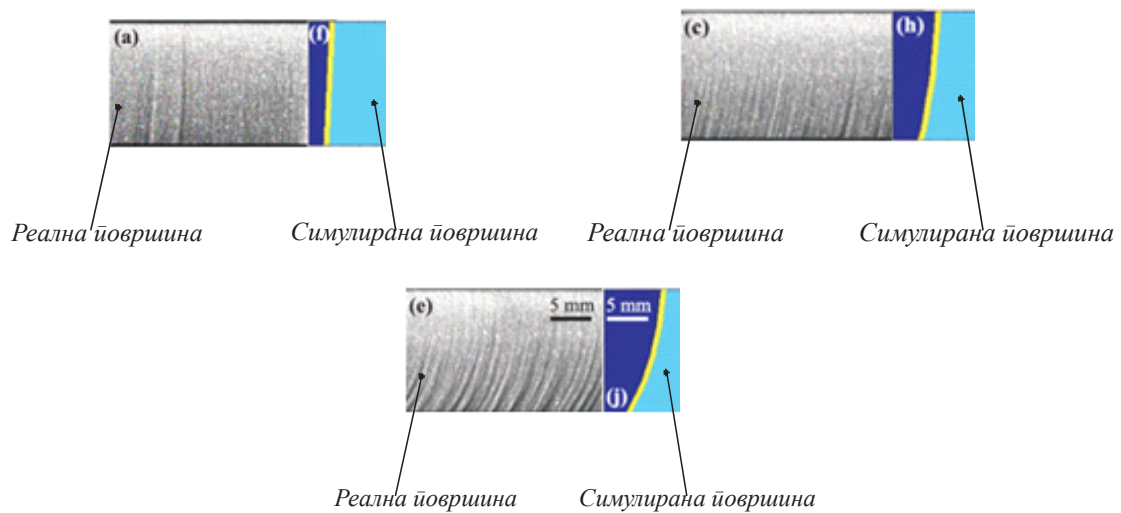 (a) (f) (c) (h)
Реална површина Симулирана површина Реална површина Симулирана површина
(e) 5 mm 5 mm
(j)
Реална површина Симулирана површина